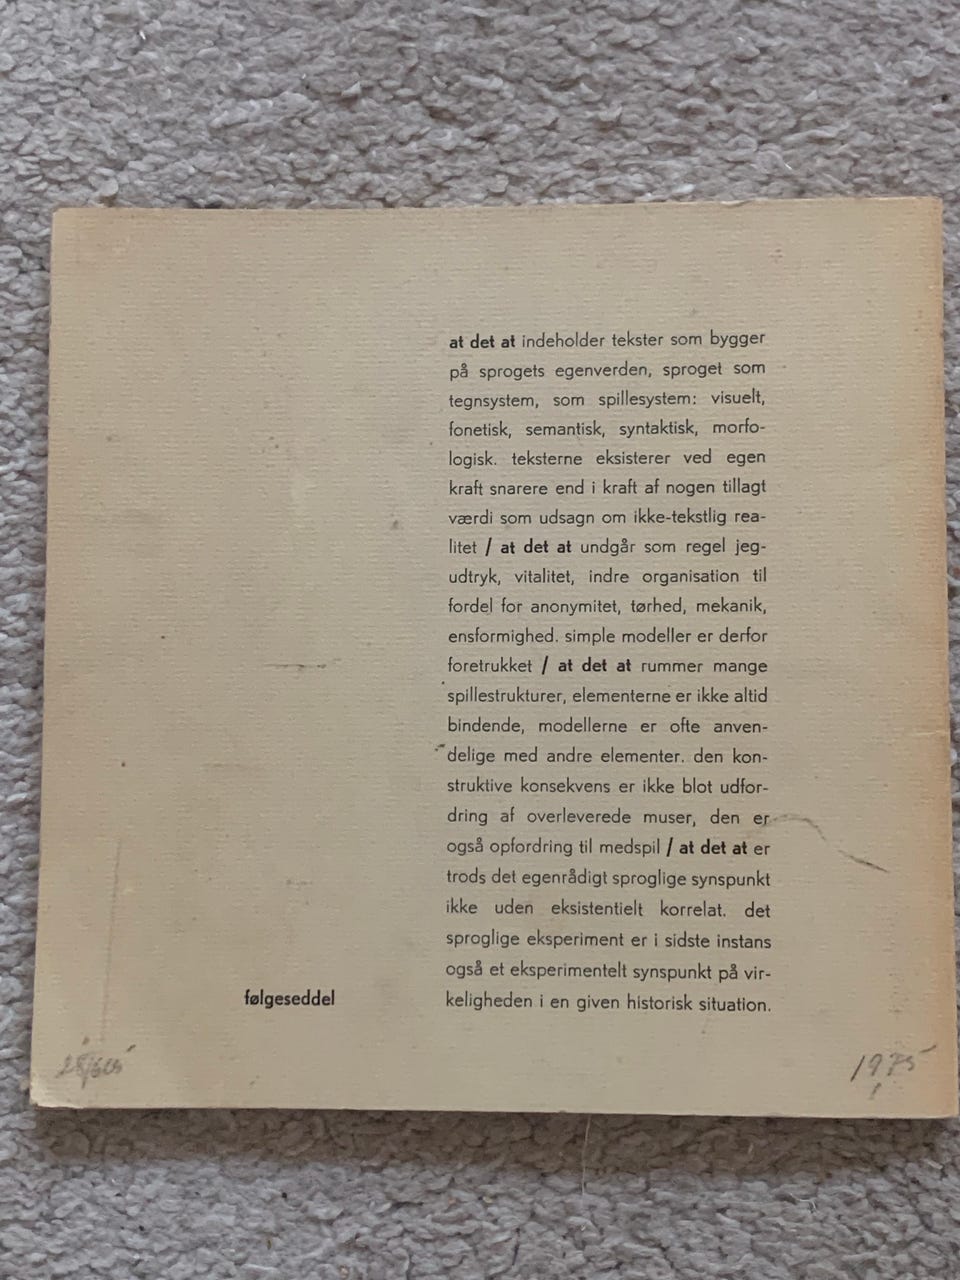 at det at indeholder tekster som bygger
på sprogets egenverden, sproget som
tegnsystem, som spillesystem: visuelt,
fonetisk, semantisk, syntaktisk, morfo-
logisk. teksterne eksisterer ved egen
kraft snarere end i kraft af nogen tillagt
værdi som udsagn om ikke-tekstlig rea-
litet / at det at undgår som regel jeg-
udtryk, vitalitet, indre organisation til
fordel for anonymitet, tørhed, mekanik,
ensformighed. simple modeller er derfor
foretrukket / at det at rummer mange
spillestrukturer, elementerne er ikke altid
bindende, modellerne er ofte anven-
delige med andre elementer. den kon-
struktive konsekvens er ikke blot udfor-
dring af overleverede muser, den er
også opfordring til medspil / at det at er
trods det egenrådigt sproglige synspunkt
ikke uden eksistentielt korrelat. det
sproglige eksperiment er i sidste instans
også et eksperimentelt synspunkt på vir-
keligheden i en given historisk situation.
følgeseddel
1975